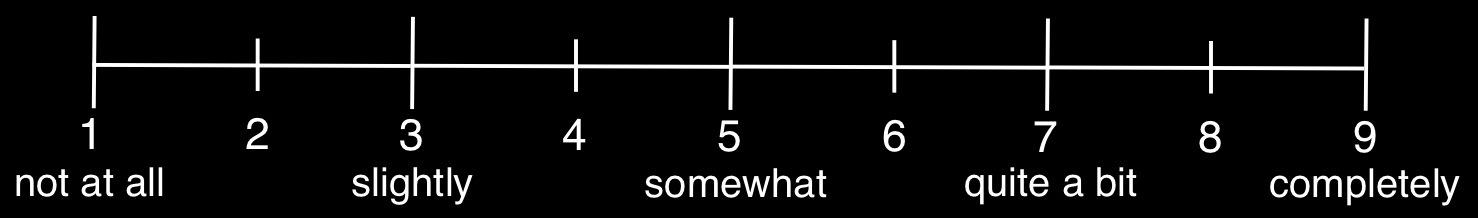 1 2 3 4 5 6 7 8 9
not at all slightly somewhat quite a bit completely